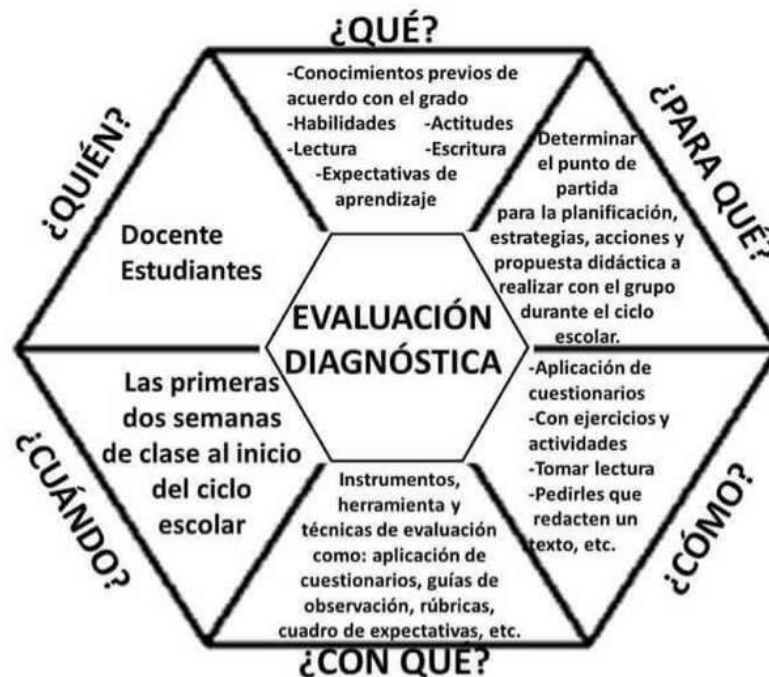 ¿QUÉ?
-Conocimientos previos de
acuerdo con el grado
-Habilidades -Actitudes
-Lectura -Escritura
-Expectativas de
aprendizaje
¿PARA QUÉ?
Determinar
el punto de
partida
para la planificación,
estrategias, acciones y
propuesta didáctica a
realizar con el grupo
durante el ciclo
escolar.
¿QUIÉN?
Docente
Estudiantes
EVALUACIÓN
DIAGNÓSTICA
¿CUÁNDO?
Las primeras
dos semanas
de clase al inicio
del ciclo
escolar
¿CÓMO?
-Aplicación de
cuestionarios
-Con ejercicios y
actividades
-Tomar lectura
-Pedirles que
redacten un
texto, etc.
Instrumentos,
herramienta y
técnicas de evaluación
como: aplicación de
cuestionarios, guías de
observación, rúbricas,
cuadro de expectativas, etc.
¿CON QUÉ?